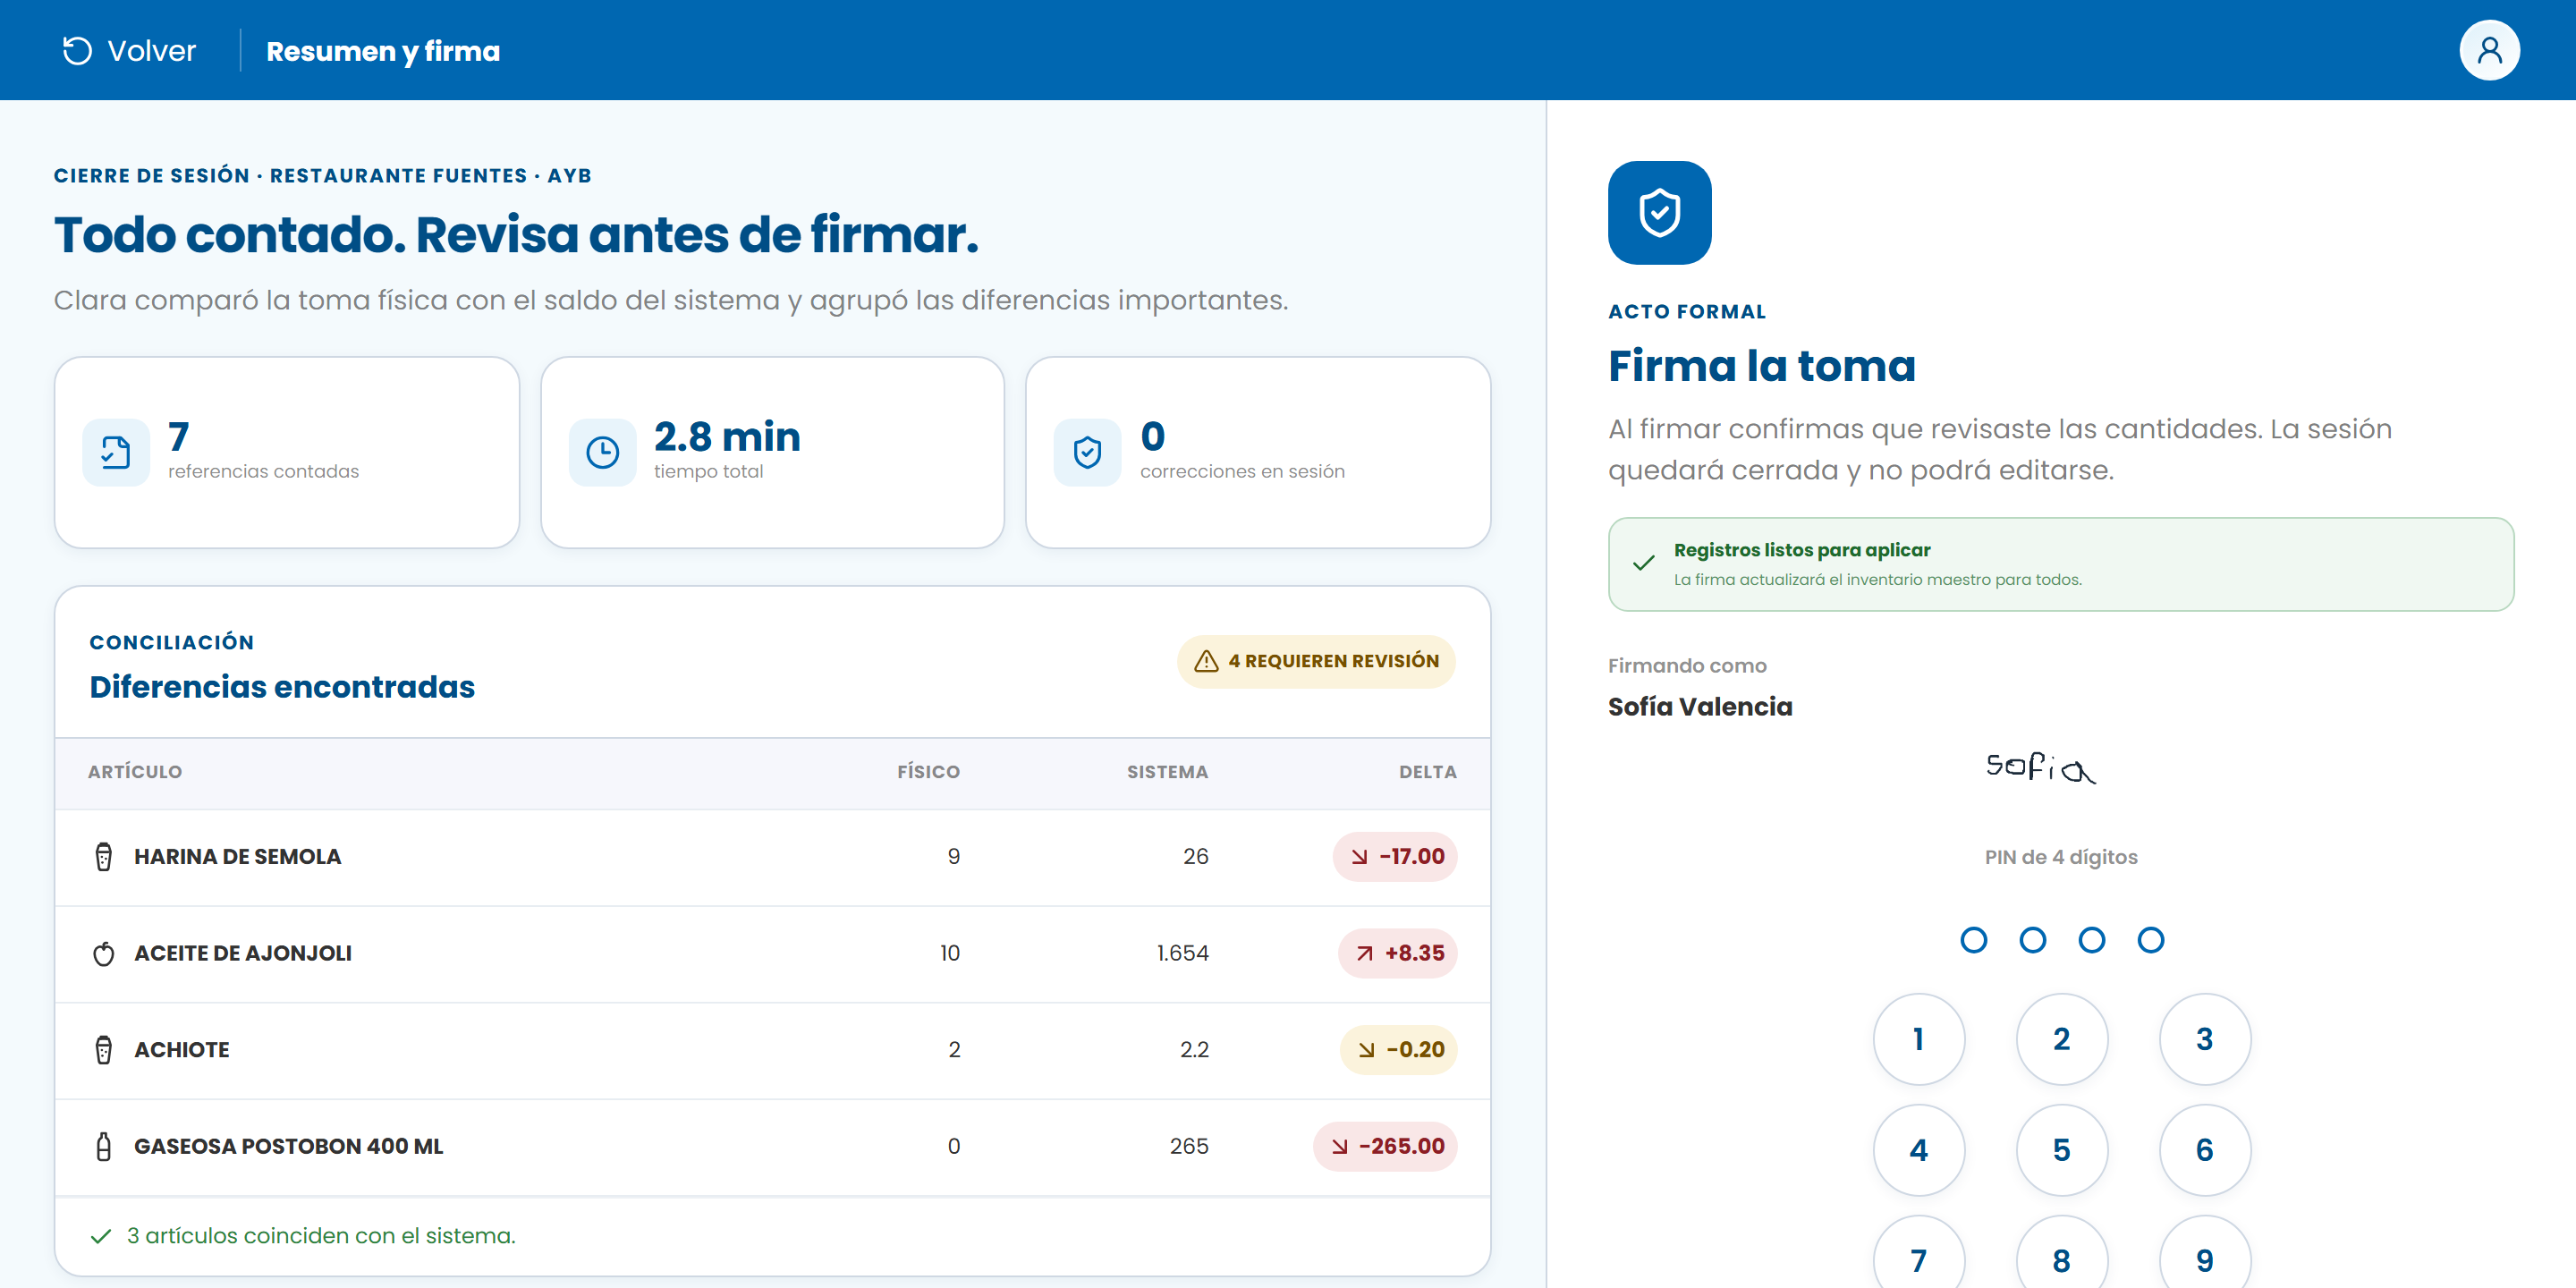 Volver
Resumen y firma
CIERRE DE SESIÓN · RESTAURANTE FUENTES · AYB
Todo contado. Revisa antes de firmar.
Clara comparó la toma física con el saldo del sistema y agrupó las diferencias importantes.
7
referencias contadas
2.8 min
tiempo total
0
correcciones en sesión
CONCILIACIÓN
Diferencias encontradas
4 REQUIEREN REVISIÓN
ARTÍCULO FÍSICO SISTEMA DELTA
HARINA DE SEMOLA 9 26 -17.00
ACEITE DE AJONJOLI 10 1.654 +8.35
ACHIOTE 2 2.2 -0.20
GASEOSA POSTOBON 400 ML 0 265 -265.00
3 artículos coinciden con el sistema.
ACTO FORMAL
Firma la toma
Al firmar confirmas que revisaste las cantidades. La sesión
quedará cerrada y no podrá editarse.
Registros listos para aplicar
La firma actualizará el inventario maestro para todos.
Firmando como
Sofía Valencia
sofia
PIN de 4 dígitos
1 2 3
4 5 6
7 8 9